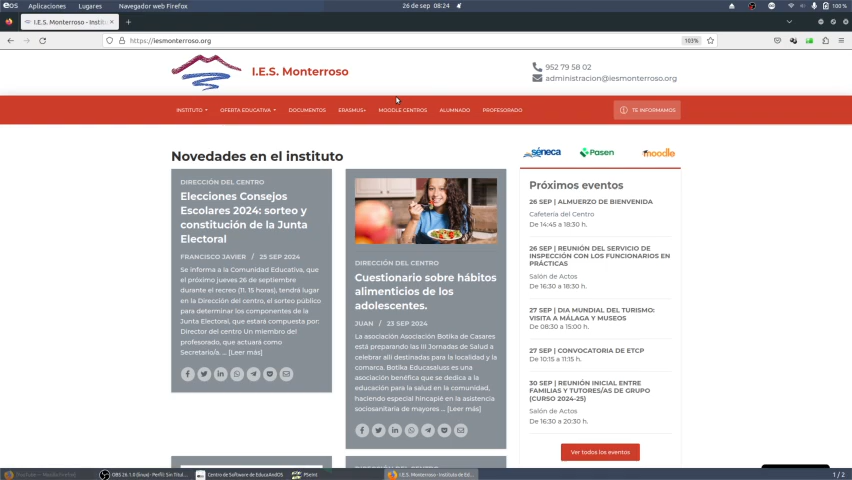 eos Aplicaciones Lugares Navegador web Firefox 26 de sep 08:24 100 %
I.E.S. Monterroso - Institu
https://iesmonterroso.org 103%
I.E.S. Monterroso
952 79 58 02
administracion@iesmonterroso.org
INSTITUTO OFERTA EDUCATIVA DOCUMENTOS ERASMUS+ MOODLE CENTROS ALUMNADO PROFESORADO TE INFORMAMOS
Novedades en el instituto
DIRECCIÓN DEL CENTRO
Elecciones Consejos
Escolares 2024: sorteo y
constitución de la Junta
Electoral
FRANCISCO JAVIER / 25 SEP 2024
Se informa a la Comunidad Educativa, que
el próximo jueves 26 de septiembre
durante el recreo (11. 15 horas), tendrá lugar
en la Dirección del centro, el sorteo público
para determinar los componentes de la
Junta Electoral, que estará compuesta por:
Director del centro Un miembro del
profesorado, que actuará como
Secretario/a. ... [Leer más]
DIRECCIÓN DEL CENTRO
Cuestionario sobre hábitos
alimenticios de los
adolescentes.
JUAN / 23 SEP 2024
La asociación Asociación Botika de Casares
está preparando las III Jornadas de Salud a
celebrar allí destinadas para la localidad y la
comarca. Botika Educasaluss es una
asociación benéfica que se dedica a la
educación para la salud en la comunidad,
haciendo especial hincapié en la asistencia
sociosanitaria de mayores ... [Leer más]
séneca Pasen moodle
Próximos eventos
26 SEP | ALMUERZO DE BIENVENIDA
Cafetería del Centro
De 14:45 a 18:30 h.
26 SEP | REUNIÓN DEL SERVICIO DE
INSPECCIÓN CON LOS FUNCIONARIOS EN
PRÁCTICAS
Salón de Actos
De 16:30 a 18:30 h.
27 SEP | DIA MUNDIAL DEL TURISMO:
VISITA A MÁLAGA Y MUSEOS
De 08:30 a 15:00 h.
27 SEP | CONVOCATORIA DE ETCP
De 10:15 a 11:15 h.
30 SEP | REUNIÓN INICIAL ENTRE
FAMILIAS Y TUTORES/AS DE GRUPO
(CURSO 2024-25)
Salón de Actos
De 16:30 a 20:30 h.
Ver todos los eventos
Centro de Software de EducaAndOS PSeInt I.E.S. Monterroso - Instituto de Ed... 1 / 2